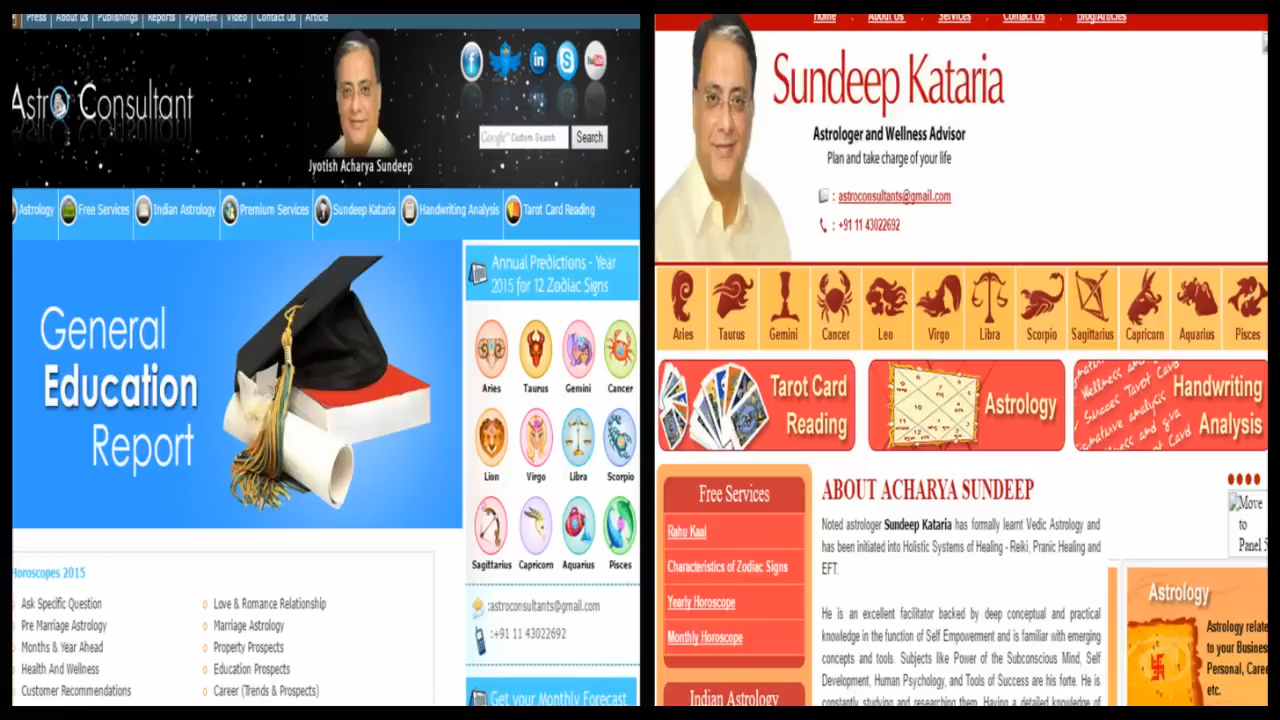 Press About us Publishings Reports Payment Video Contact Us Article
Astro Consultant
Jyotish Acharya Sundeep
Google Custom Search Search
Astrology Free Services Indian Astrology Premium Services Sundeep Kataria Handwriting Analysis Tarot Card Reading
General
Education
Report
Annual Predictions - Year
2015 for 12 Zodiac Signs
Aries Taurus Gemini Cancer
Lion Virgo Libra Scorpio
Sagittarius Capricorn Aquarius Pisces
Horoscopes 2015
Ask Specific Question Love & Romance Relationship
Pre Marriage Astrology Marriage Astrology
Months & Year Ahead Property Prospects
Health And Wellness Education Prospects
Customer Recommendations Career (Trends & Prospects)
:astroconsultants@gmail.com
:+91 11 43022692
Get your Monthly Forecast
Home About Us Services Contact Us Blog/Articles
Sundeep Kataria
Astrologer and Wellness Advisor
Plan and take charge of your life
: astroconsultants@gmail.com
: +91 11 43022692
Aries Taurus Gemini Cancer Leo Virgo Libra Scorpio Sagittarius Capricorn Aquarius Pisces
Tarot Card
Reading
Astrology
Handwriting
Analysis
Free Services
Rahu Kaal
Characteristics of Zodiac Signs
Yearly Horoscope
Monthly Horoscope
Indian Astrology
ABOUT ACHARYA SUNDEEP
Noted astrologer Sundeep Kataria has formally learnt Vedic Astrology and
has been initiated into Holistic Systems of Healing - Reiki, Pranic Healing and
EFT.
He is an excellent facilitator backed by deep conceptual and practical
knowledge in the function of Self Empowerment and is familiar with emerging
concepts and tools. Subjects like Power of the Subconscious Mind, Self
Development, Human Psychology, and Tools of Success are his forte. He is
constantly studying and researching them. Having a detailed knowledge of
Move
to
Panel 5
Astrology
Astrology relate
to your Business
Personal, Caree
etc.